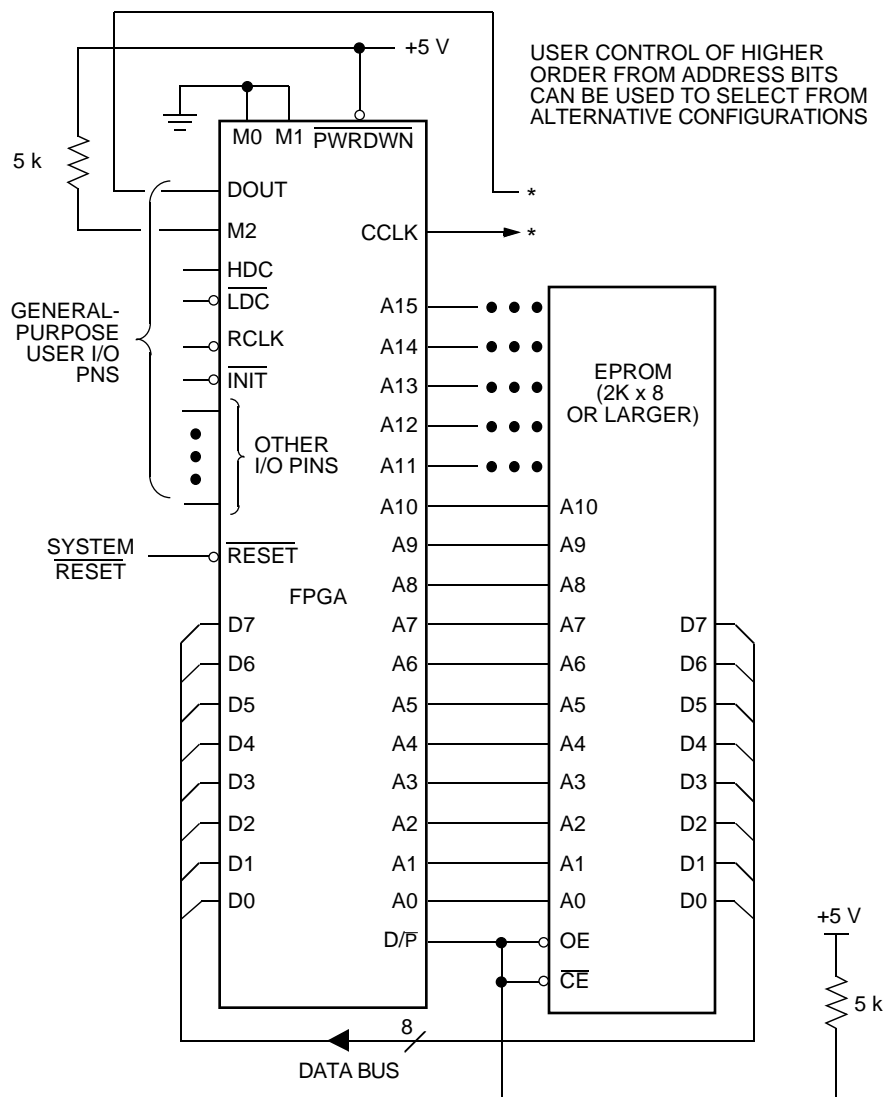 +5 V
USER CONTROL OF HIGHER
ORDER FROM ADDRESS BITS
CAN BE USED TO SELECT FROM
ALTERNATIVE CONFIGURATIONS
M0 M1 PWRDWN
5 k
DOUT *
M2 CCLK *
HDC
LDC A15
GENERAL-
PURPOSE
USER I/O
PNS
RCLK A14
INIT A13
EPROM
(2K x 8
OR LARGER)
A12
OTHER
I/O PINS
A11
A10 A10
SYSTEM
RESET
RESET A9 A9
FPGA A8 A8
D7 A7 A7 D7
D6 A6 A6 D6
D5 A5 A5 D5
D4 A4 A4 D4
D3 A3 A3 D3
D2 A2 A2 D2
D1 A1 A1 D1
D0 A0 A0 D0
+5 V
D/P OE
CE
5 k
8
DATA BUS